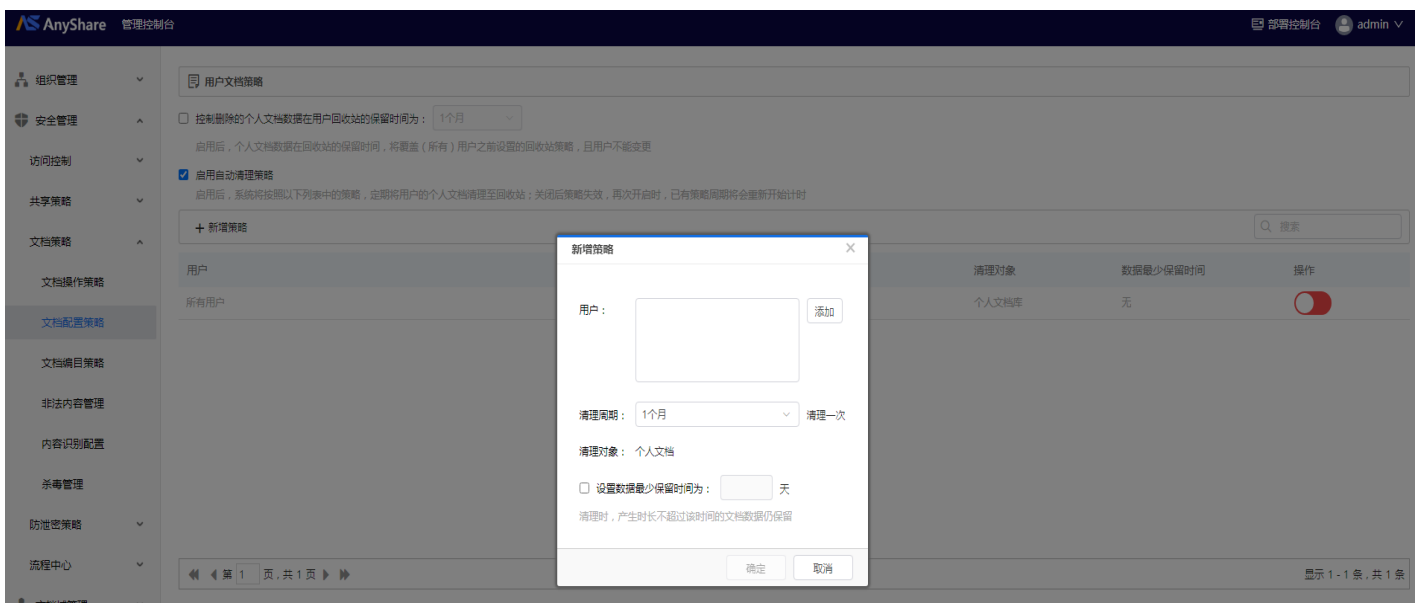 AnyShare 管理控制台 部署控制台 admin
组织管理
用户文档策略
安全管理
控制删除的个人文档数据在用户回收站的保留时间为： 1个月
启用后，个人文档数据在回收站的保留时间，将覆盖（所有）用户之前设置的回收站策略，且用户不能变更
访问控制
启用自动清理策略
启用后，系统将按照以下列表中的策略，定期将用户的个人文档清理至回收站；关闭后策略失效，再次开启时，已有策略周期将会重新开始计时
共享策略
+ 新增策略 搜索
文档策略
新增策略
用户 清理对象 数据最少保留时间 操作
文档操作策略
所有用户 个人文档库 无
用户： 添加
文档配置策略
文档编目策略
非法内容管理
清理周期： 1个月 清理一次
内容识别配置
清理对象： 个人文档
杀毒管理
设置数据最少保留时间为： 天
清理时，产生时长不超过该时间的文档数据仍保留
防泄密策略
流程中心
第 1 页，共 1 页
确定 取消
显示 1 - 1 条，共 1 条